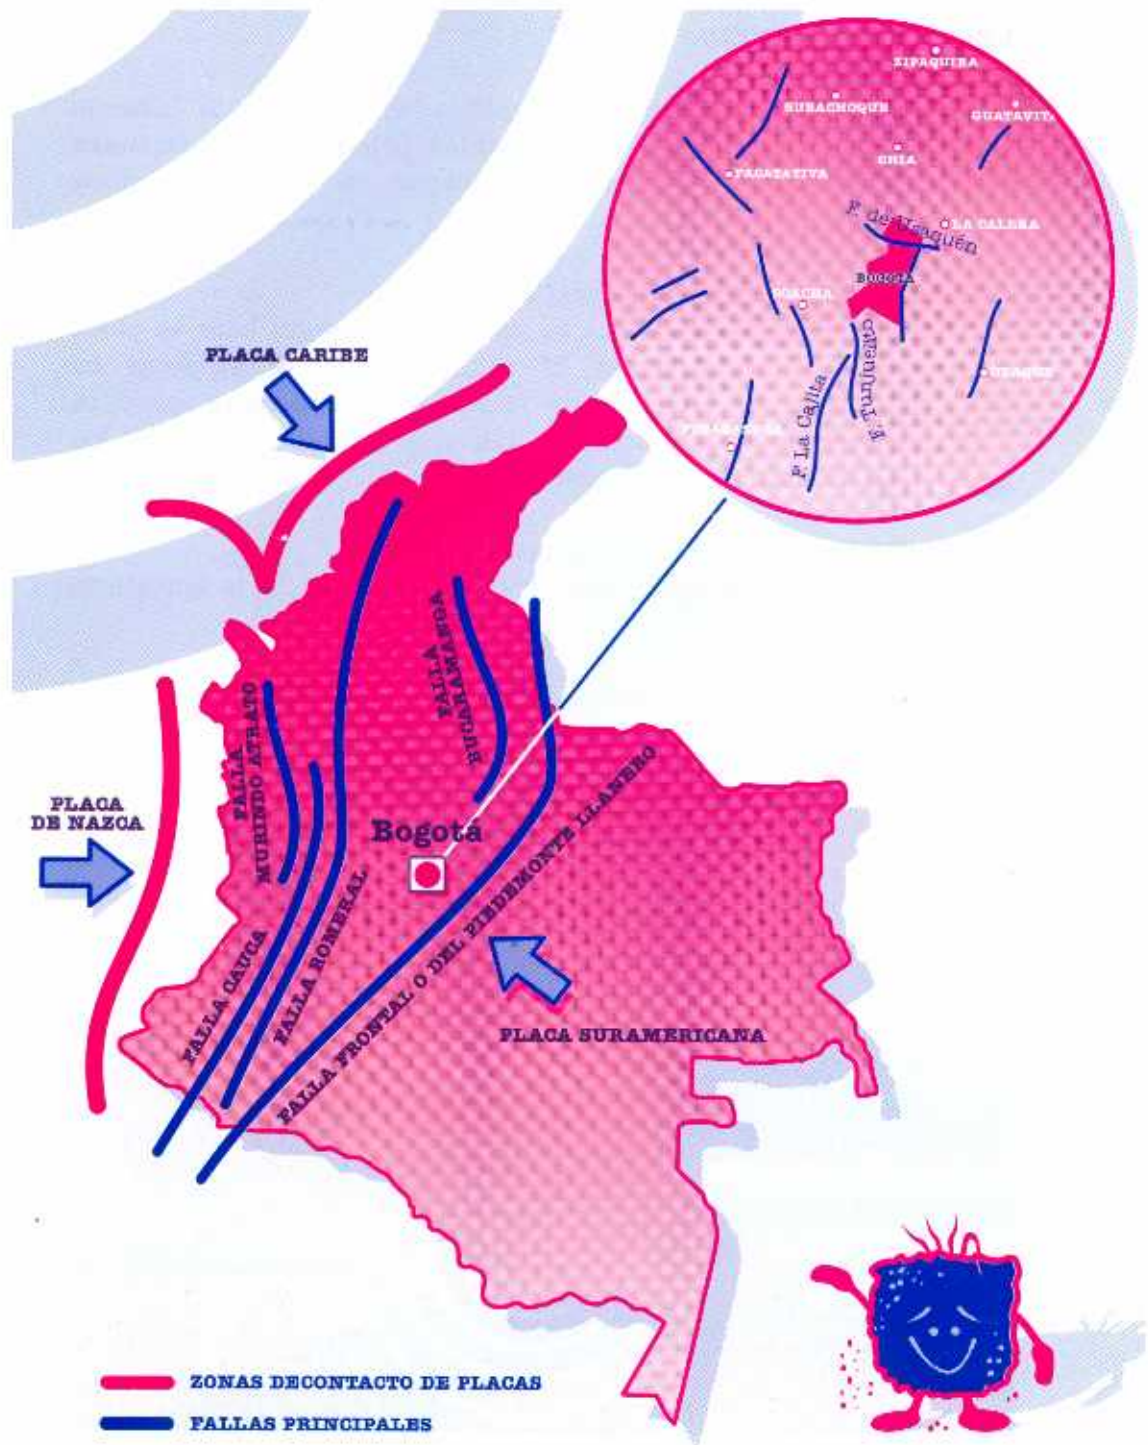 ZIPAQUIRA
SUBACHOQUE
GUATAVITA
CHIA
FACATATIVA
F. de Usaquén
LA CALERA
BOGOTA
SOACHA
F. Tunjuelito
F. La Cajita
PLACA CARIBE
FALLA
BUCARAMANGA
FALLA
MURINDO ATRATO
PLACA
DE NAZCA
Bogotá
FALLA CAUCA
FALLA ROMERAL
FALLA FRONTAL O DEL PIEDEMONTE LLANERO
PLACA SURAMERICANA
ZONAS DECONTACTO DE PLACAS
FALLAS PRINCIPALES